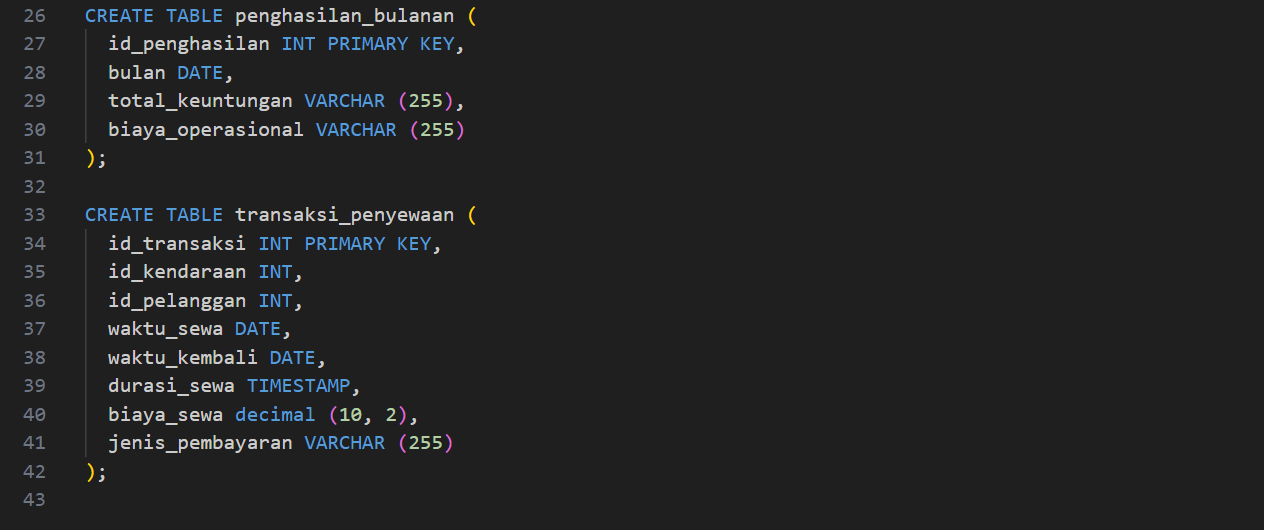 26 CREATE TABLE penghasilan_bulanan (
27 id_penghasilan INT PRIMARY KEY,
28 bulan DATE,
29 total_keuntungan VARCHAR (255),
30 biaya_operasional VARCHAR (255)
31 );
32
33 CREATE TABLE transaksi_penyewaan (
34 id_transaksi INT PRIMARY KEY,
35 id_kendaraan INT,
36 id_pelanggan INT,
37 waktu_sewa DATE,
38 waktu_kembali DATE,
39 durasi_sewa TIMESTAMP,
40 biaya_sewa decimal (10, 2),
41 jenis_pembayaran VARCHAR (255)
42 );
43